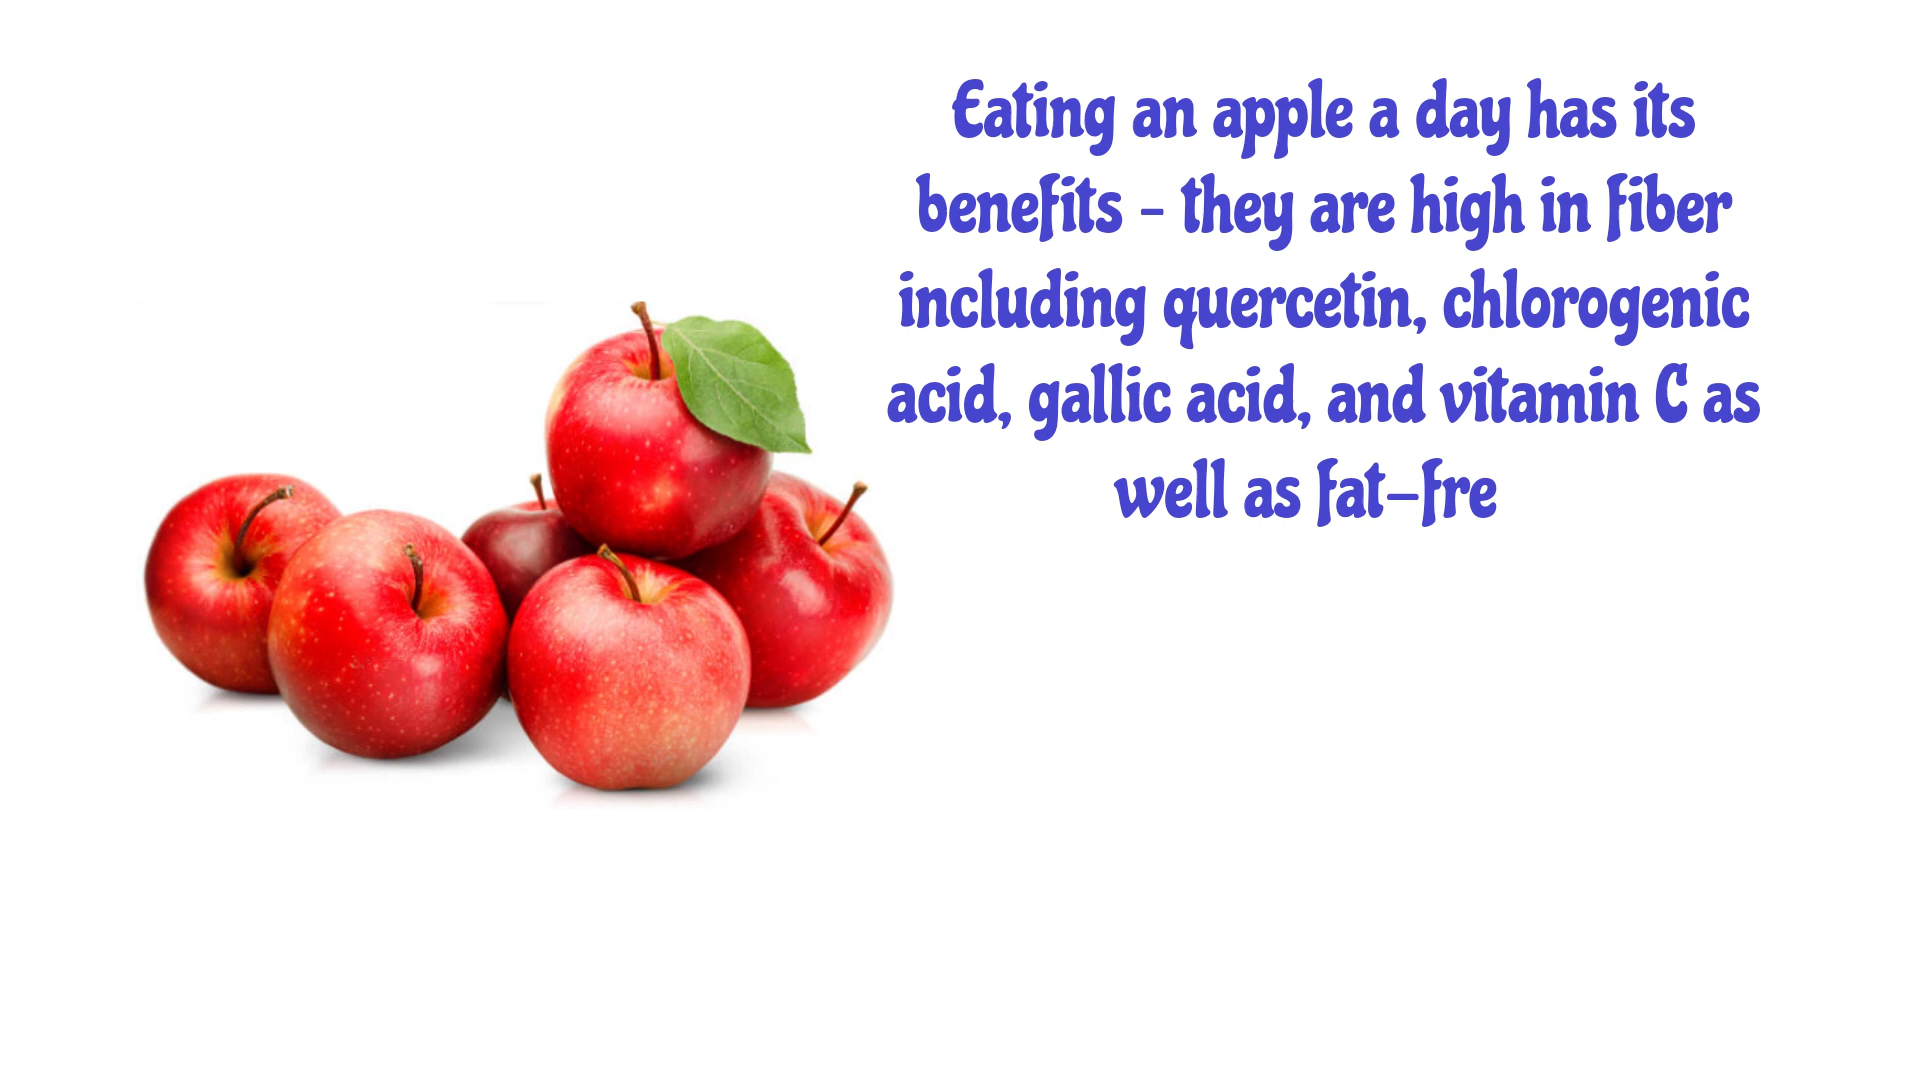 Eating an apple a day has its
benefits - they are high in fiber
including quercetin, chlorogenic
acid, gallic acid, and vitamin C as
well as fat-fre